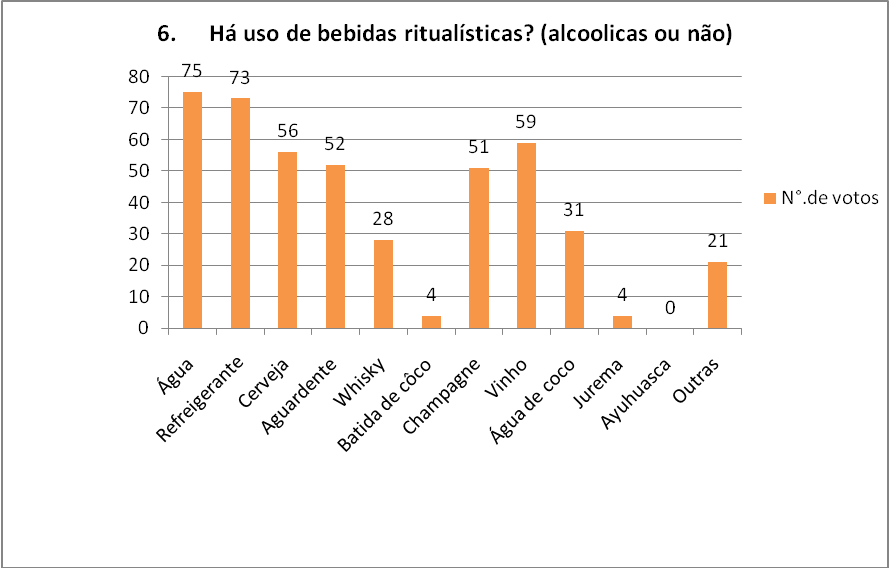 6. Há uso de bebidas ritualísticas? (alcoolicas ou não)
80
70
60
50
40
30
20
10
0
75
73
56
52
28
4
51
59
31
4
0
21
Água
Refreigerante
Cerveja
Aguardente
Whisky
Batida de côco
Champagne
Vinho
Água de coco
Jurema
Ayuhuasca
Outras
N°.de votos